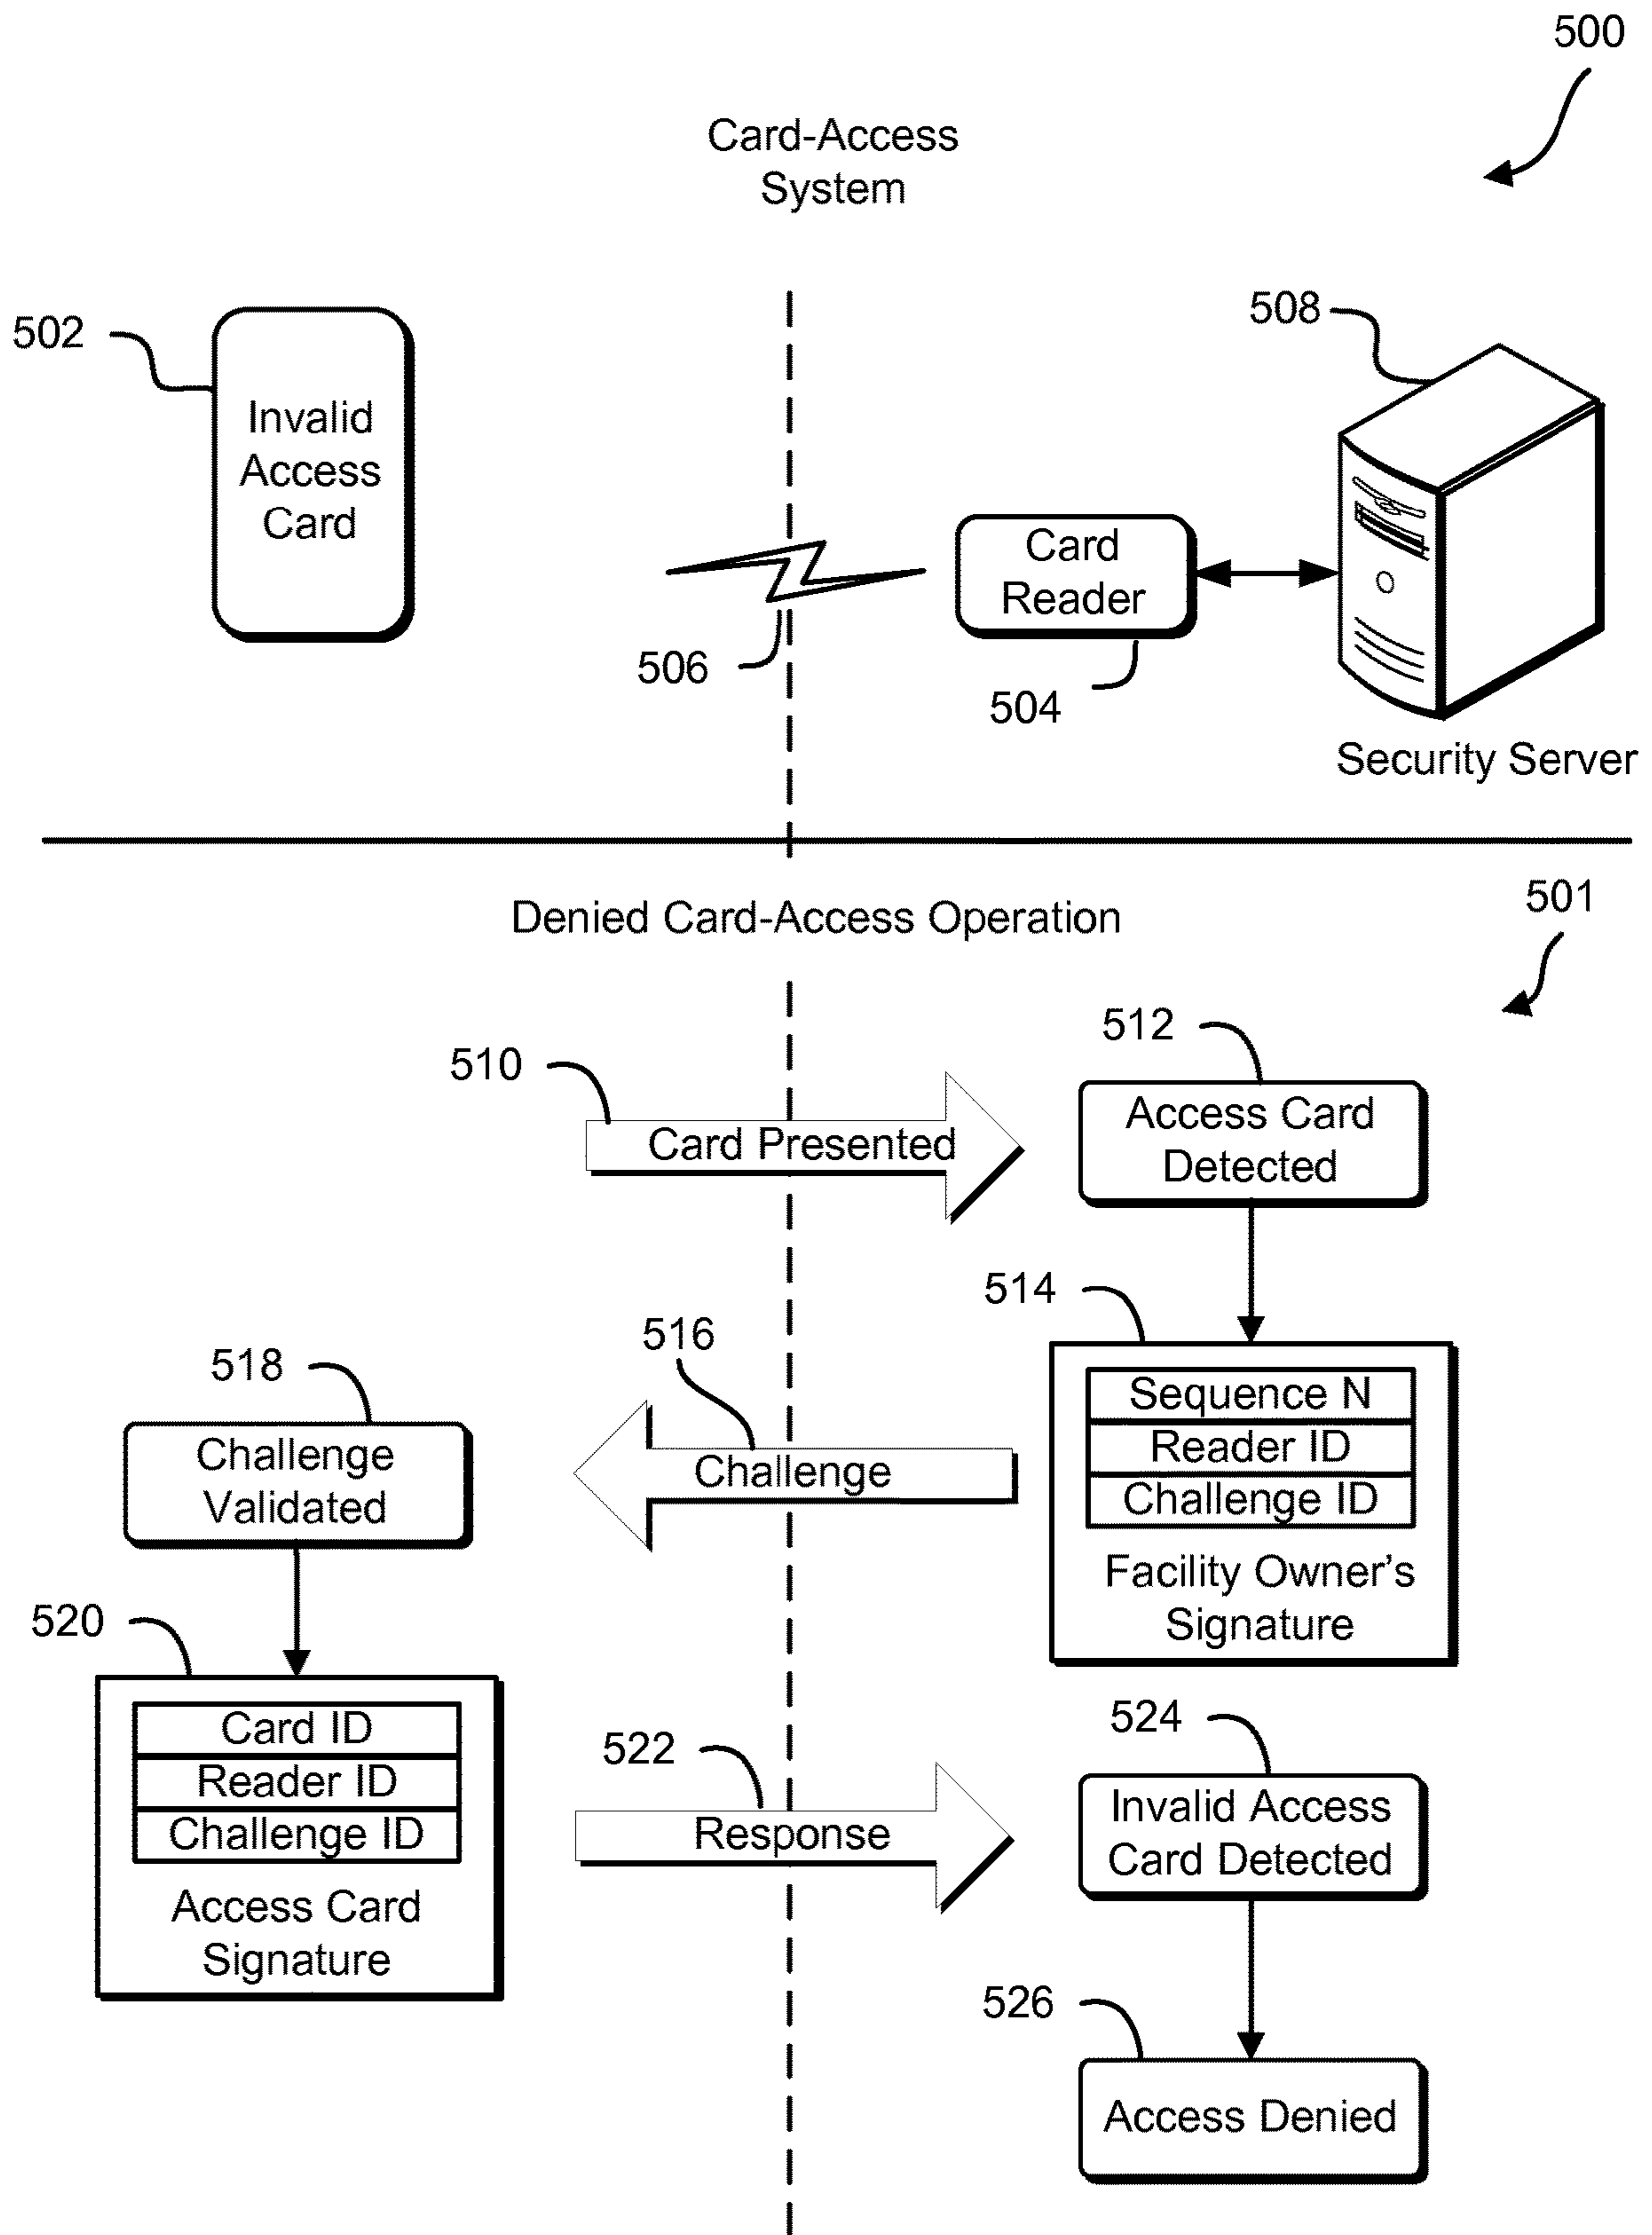 500
Card-Access
System
502
508
Invalid
Access
Card
Card
Reader
506
504
Security Server
501
Denied Card-Access Operation
512
510
Access Card
Detected
Card Presented
514
516
518
Sequence N
Reader ID
Challenge ID
Challenge
Validated
Challenge
Facility Owner's
Signature
520
Card ID
Reader ID
Challenge ID
524
522
Invalid Access
Card Detected
Response
Access Card
Signature
526
Access Denied